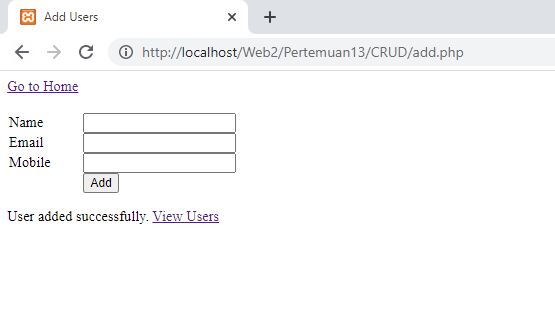 Add Users
http://localhost/Web2/Pertemuan13/CRUD/add.php
Go to Home
Name
Email
Mobile
Add
User added successfully. View Users